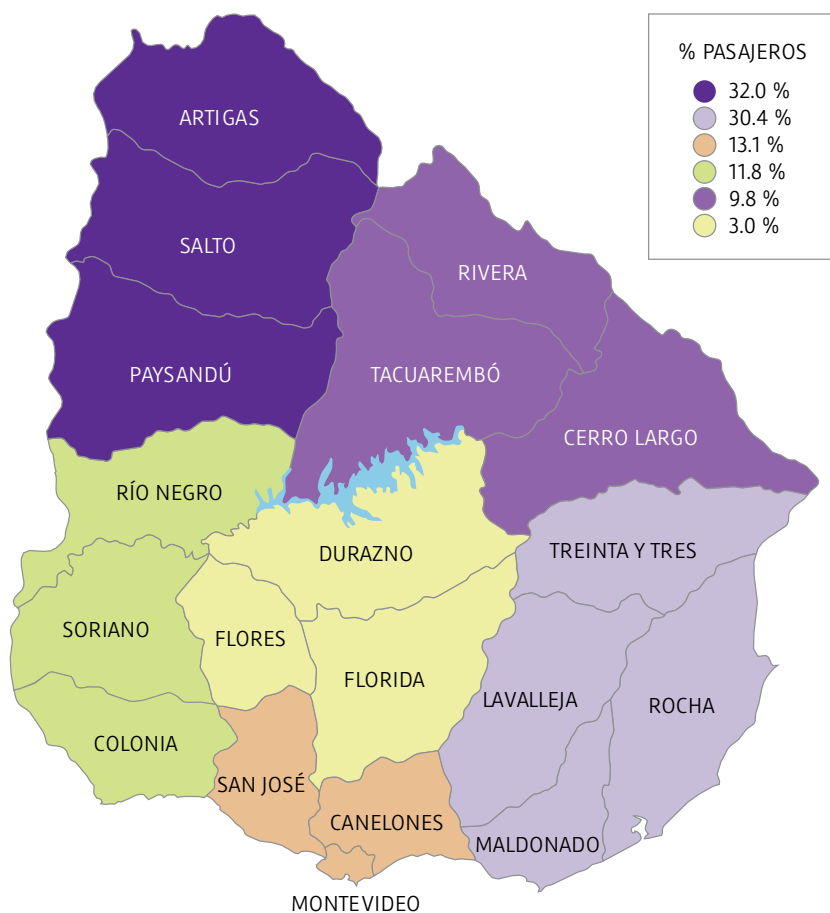 % PASAJEROS
32.0 %
30.4 %
13.1 %
11.8 %
9.8 %
3.0 %
ARTIGAS
SALTO
RIVERA
PAYSANDÚ
TACUAREMBÓ
CERRO LARGO
RÍO NEGRO
DURAZNO
TREINTA Y TRES
SORIANO
FLORES
FLORIDA
LAVALLEJA
ROCHA
COLONIA
SAN JOSÉ
CANELONES
MALDONADO
MONTEVIDEO